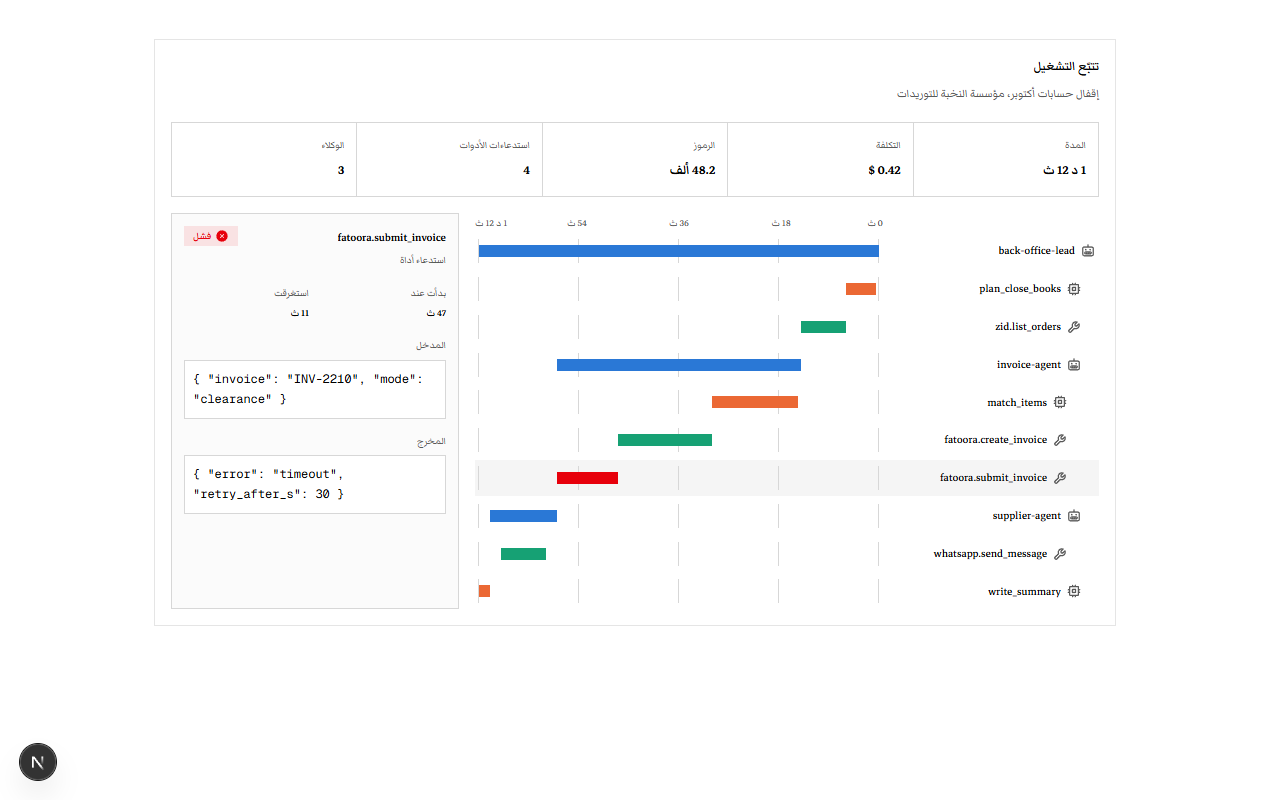 تتبّع التشغيل
إقفال حسابات أكتوبر، مؤسسة النخبة للتوريدات
المدة
1 د 12 ث
التكلفة
0.42 $
الرموز
48.2 ألف
استدعاءات الأدوات
4
الوكلاء
3
0 ث
18 ث
36 ث
54 ث
1 د 12 ث
back-office-lead
plan_close_books
zid.list_orders
invoice-agent
match_items
fatoora.create_invoice
fatoora.submit_invoice
supplier-agent
whatsapp.send_message
write_summary
fatoora.submit_invoice
فشل
استدعاء أداة
بدأت عند
47 ث
استغرقت
11 ث
المدخل
{ "invoice": "INV-2210", "mode":
"clearance" }
المخرج
{ "error": "timeout",
"retry_after_s": 30 }
N